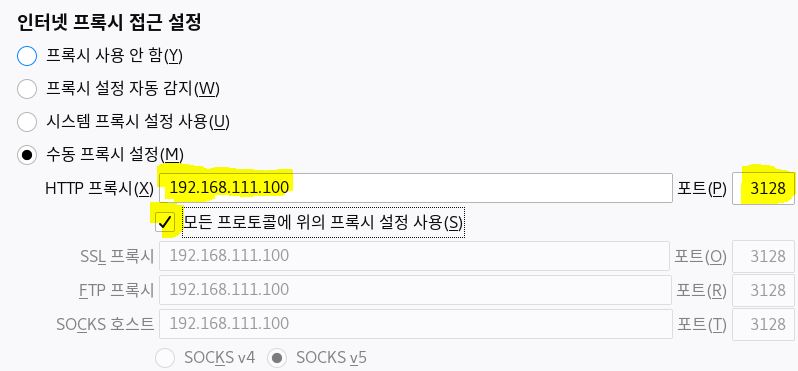 인터넷 프록시 접근 설정
프록시 사용 안 함(Y)
프록시 설정 자동 감지(W)
시스템 프록시 설정 사용(U)
수동 프록시 설정(M)
HTTP 프록시(X) 192.168.111.100 포트(P) 3128
모든 프로토콜에 위의 프록시 설정 사용(S)
SSL 프록시 192.168.111.100 포트(O) 3128
FTP 프록시 192.168.111.100 포트(R) 3128
SOCKS 호스트 192.168.111.100 포트(T) 3128
SOCKS v4 SOCKS v5